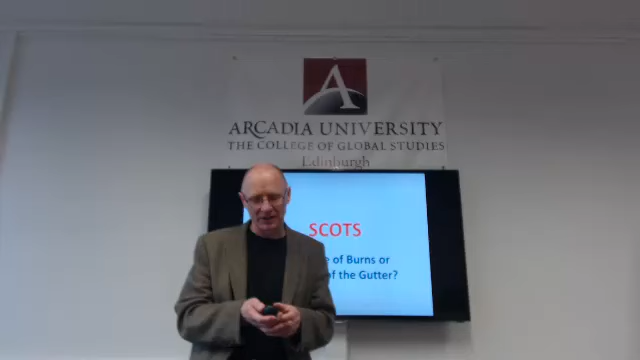 A
ARCADIA UNIVERSITY
THE COLLEGE OF GLOBAL STUDIES
Edinburgh
SCOTS
of Burns or
of the Gutter?